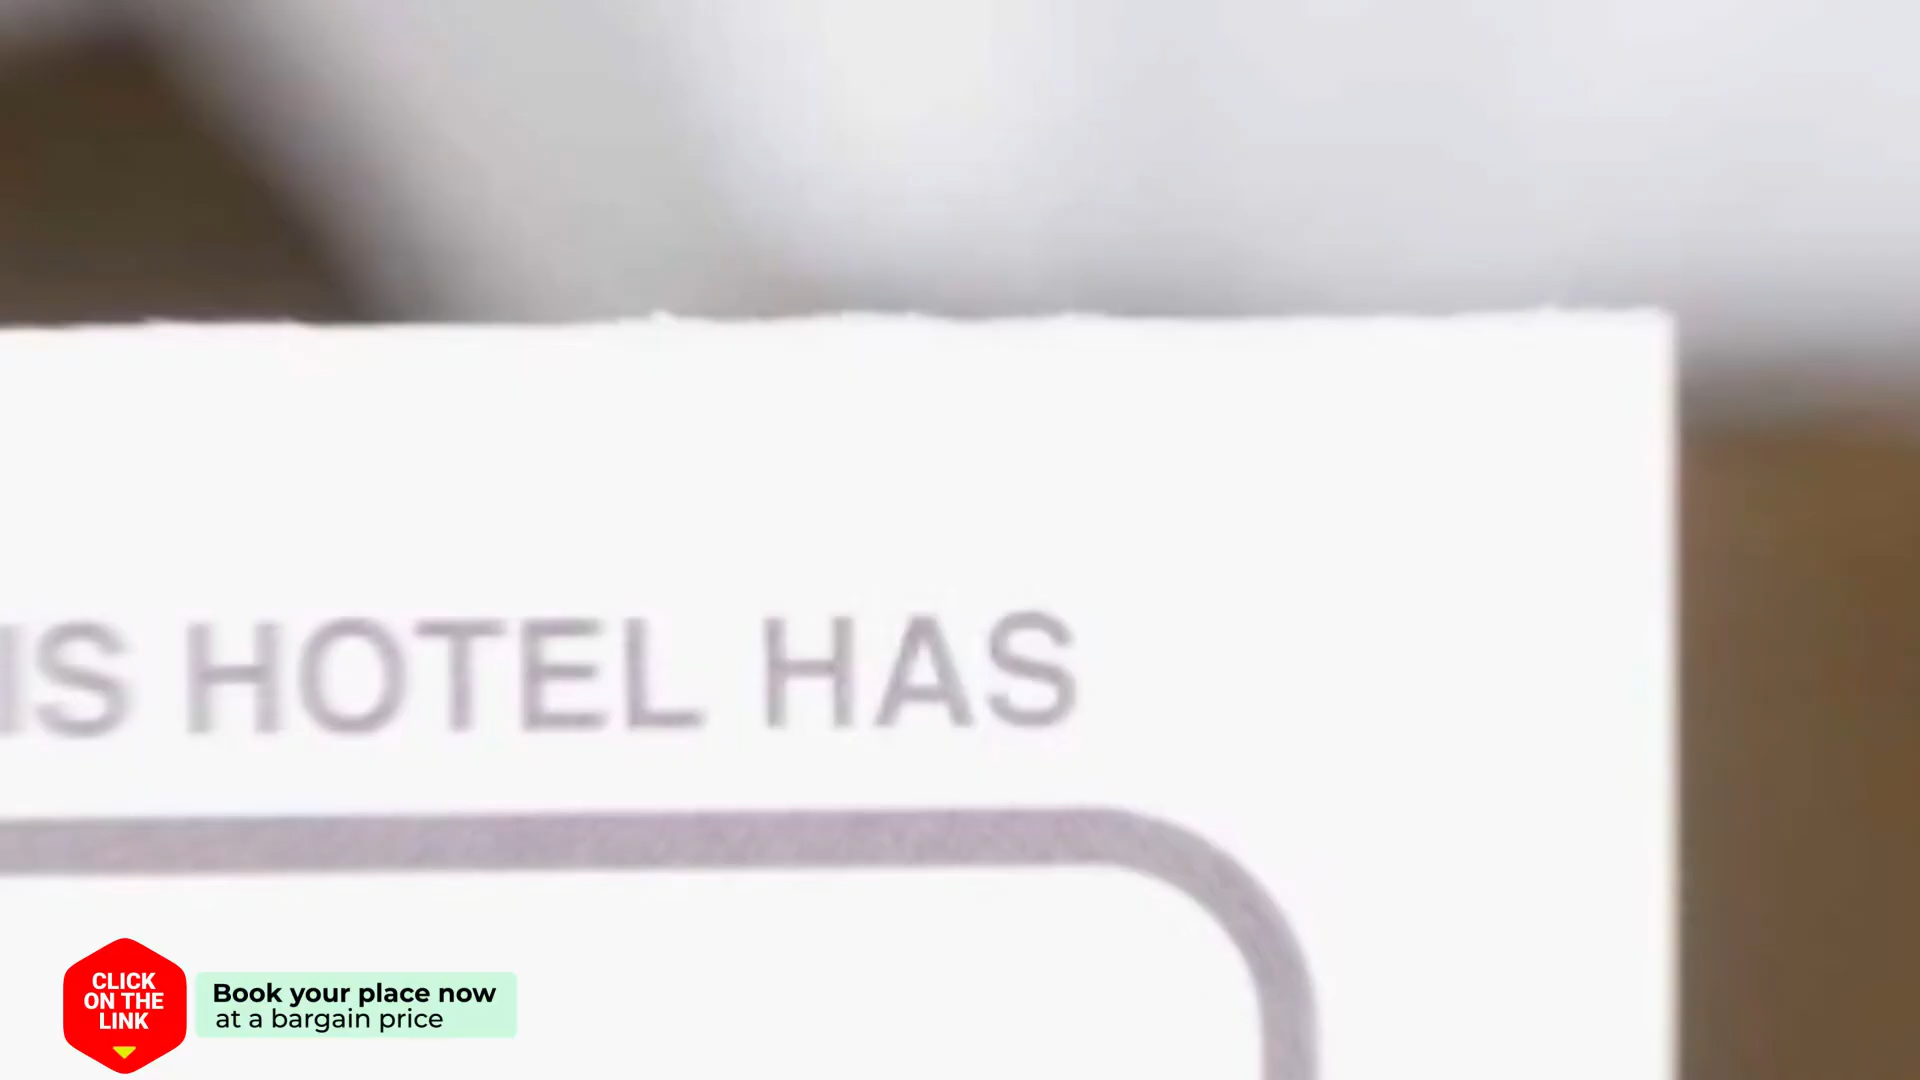 IS HOTEL HAS
CLICK
ON THE
LINK
Book your place now
at a bargain price